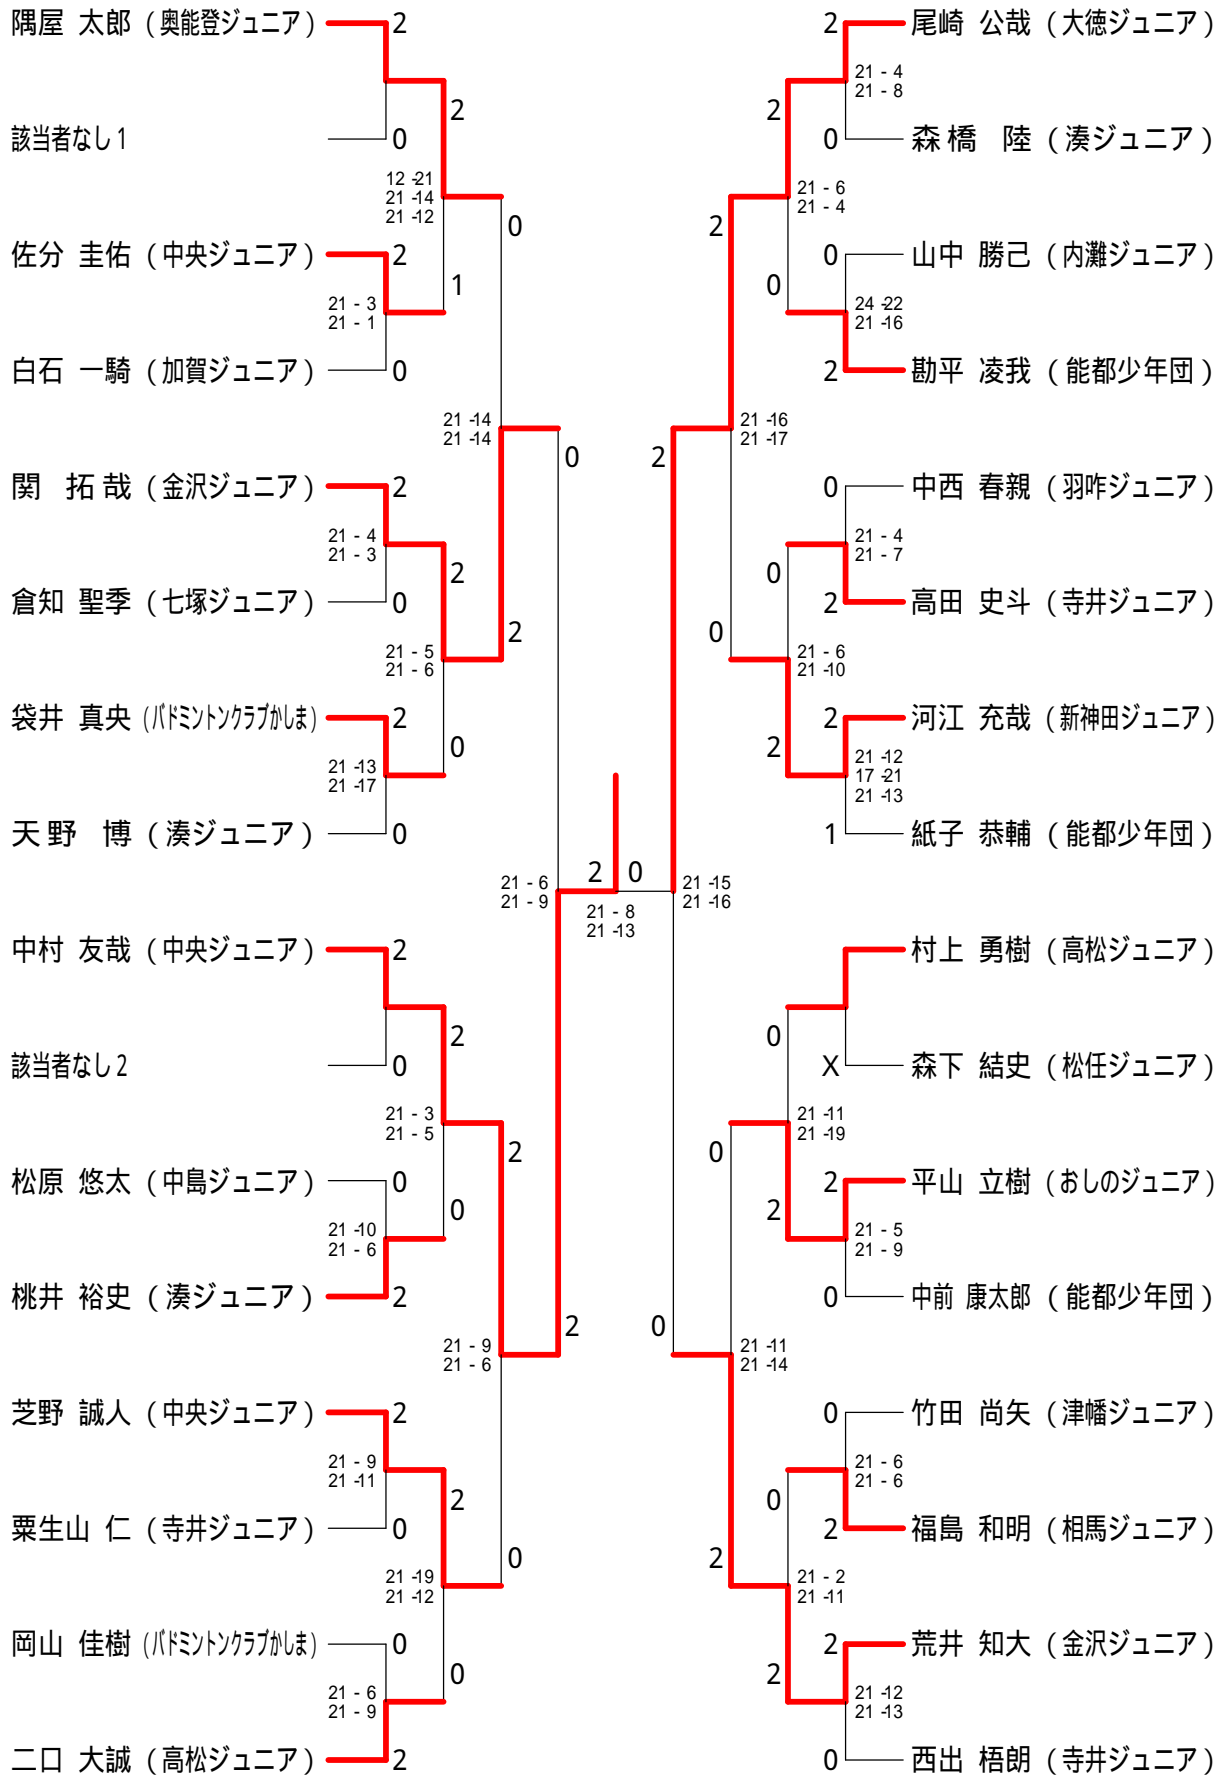 隅屋 太郎 (奥能登ジュニア) 2
該当者なし1 0
12 -21
21 -14
21 -12
2
1
0
佐分 圭佑 (中央ジュニア) 2
21 - 3
21 - 1
白石 一騎 (加賀ジュニア) 0
21 -14
21 -14
0
関 拓哉 (金沢ジュニア) 2
21 - 4
21 - 3
倉知 聖季 (七塚ジュニア) 0
2
2
21 - 5
21 - 6
袋井 真央 (バドミントンクラブかしま) 2
0
21 -13
21 -17
天野 博 (湊ジュニア) 0
21 - 6
21 - 9
中村 友哉 (中央ジュニア) 2
該当者なし2 0
2
21 - 3
21 - 5
2
松原 悠太 (中島ジュニア) 0
0
21 -10
21 - 6
桃井 裕史 (湊ジュニア) 2
2
21 - 9
21 - 6
芝野 誠人 (中央ジュニア) 2
21 - 9
21 -11
粟生山 仁 (寺井ジュニア) 0
2
0
21 -19
21 -12
岡山 佳樹 (バドミントンクラブかしま) 0
0
21 - 6
21 - 9
二口 大誠 (高松ジュニア) 2
2 0
21 - 8
21 -13
2 尾崎 公哉 (大徳ジュニア)
21 - 4
21 - 8
0 森橋 陸 (湊ジュニア)
2
21 - 6
21 - 4
2
0 山中 勝己 (内灘ジュニア)
0
24 -22
21 -16
2 勘平 凌我 (能都少年団)
21 -16
21 -17
2
0 中西 春親 (羽咋ジュニア)
21 - 4
21 - 7
0
2 高田 史斗 (寺井ジュニア)
0
21 - 6
21 -10
2 河江 充哉 (新神田ジュニア)
2
21 -12
17 -21
21 -13
1 紙子 恭輔 (能都少年団)
21 -15
21 -16
村上 勇樹 (高松ジュニア)
0
X 森下 結史 (松任ジュニア)
21 -11
21 -19
0
2 平山 立樹 (おしのジュニア)
2
21 - 5
21 - 9
0 中前 康太郎 (能都少年団)
0
21 -11
21 -14
0 竹田 尚矢 (津幡ジュニア)
21 - 6
21 - 6
0
2 福島 和明 (相馬ジュニア)
2
21 - 2
21 -11
2 荒井 知大 (金沢ジュニア)
2
21 -12
21 -13
0 西出 梧朗 (寺井ジュニア)